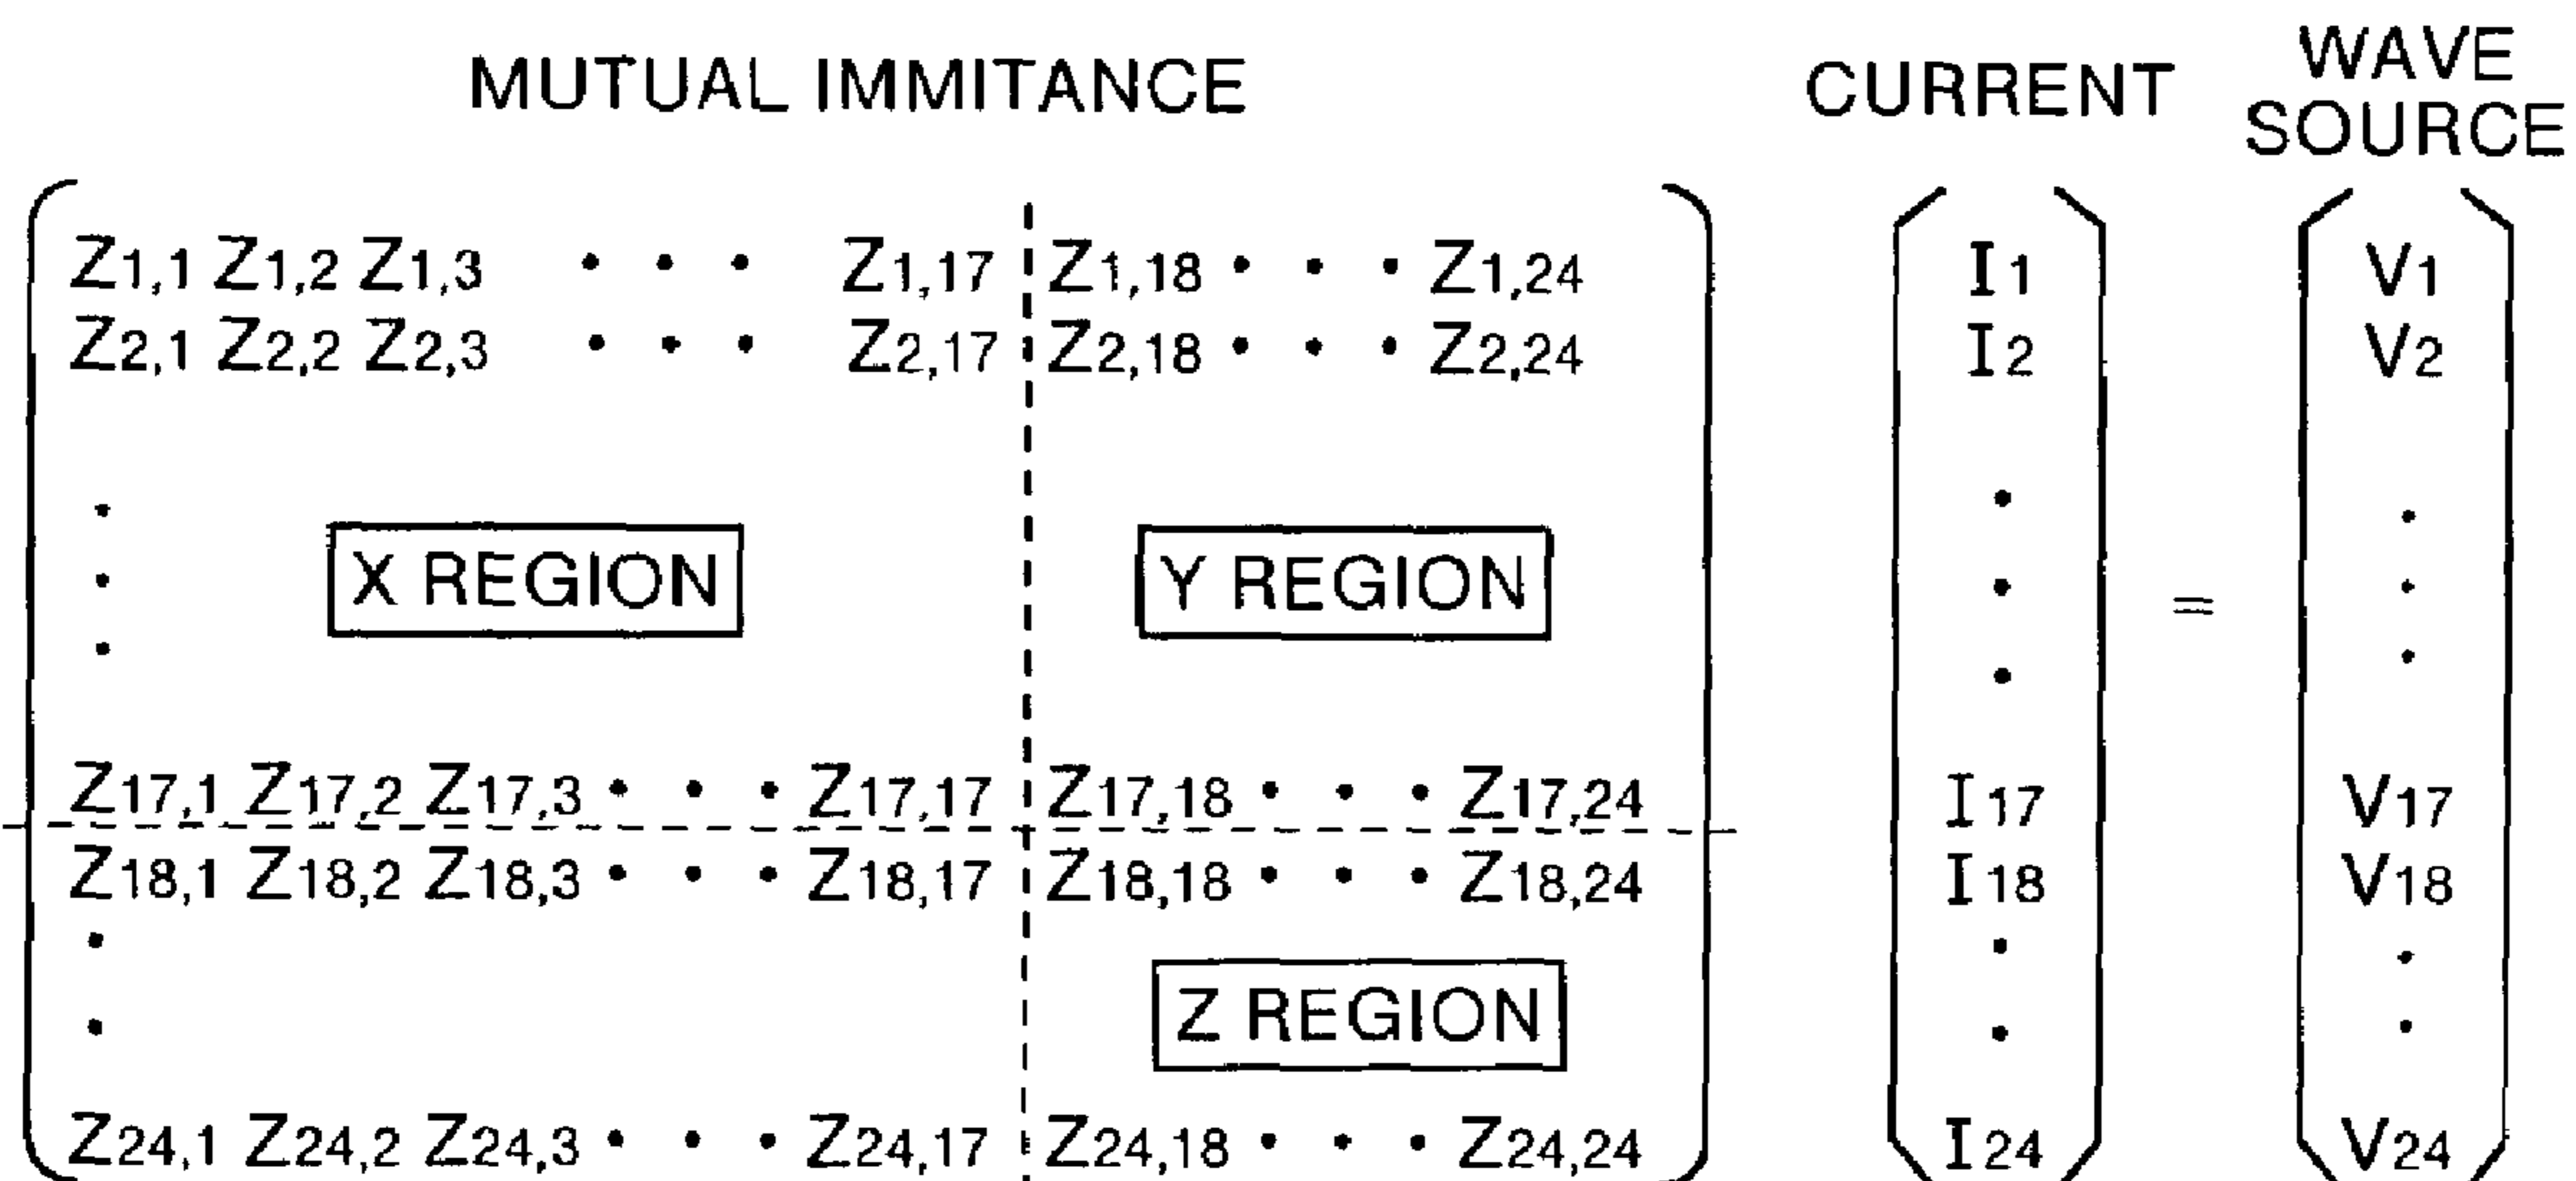 MUTUAL IMMITANCE CURRENT WAVE SOURCE
Z1,1 Z1,2 Z1,3 · · · Z1,17 Z1,18 · · · Z1,24 I1 V1
Z2,1 Z2,2 Z2,3 · · · Z2,17 Z2,18 · · · Z2,24 I2 V2
X REGION Y REGION =
Z17,1 Z17,2 Z17,3 · · · Z17,17 Z17,18 · · · Z17,24 I17 V17
Z18,1 Z18,2 Z18,3 · · · Z18,17 Z18,18 · · · Z18,24 I18 V18
Z REGION
Z24,1 Z24,2 Z24,3 · · · Z24,17 Z24,18 · · · Z24,24 I24 V24